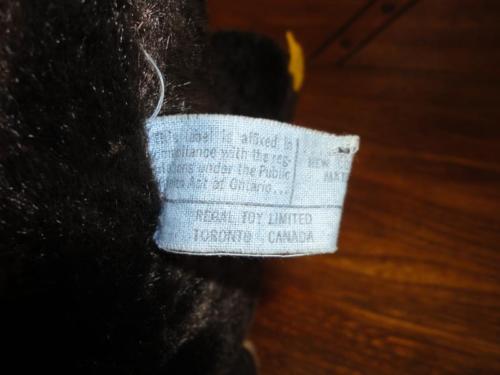 label is affixed in
compliance with the reg-
under the Public
Act of Ontario...
NEW
REGAL TOY LIMITED
TORONTO CANADA